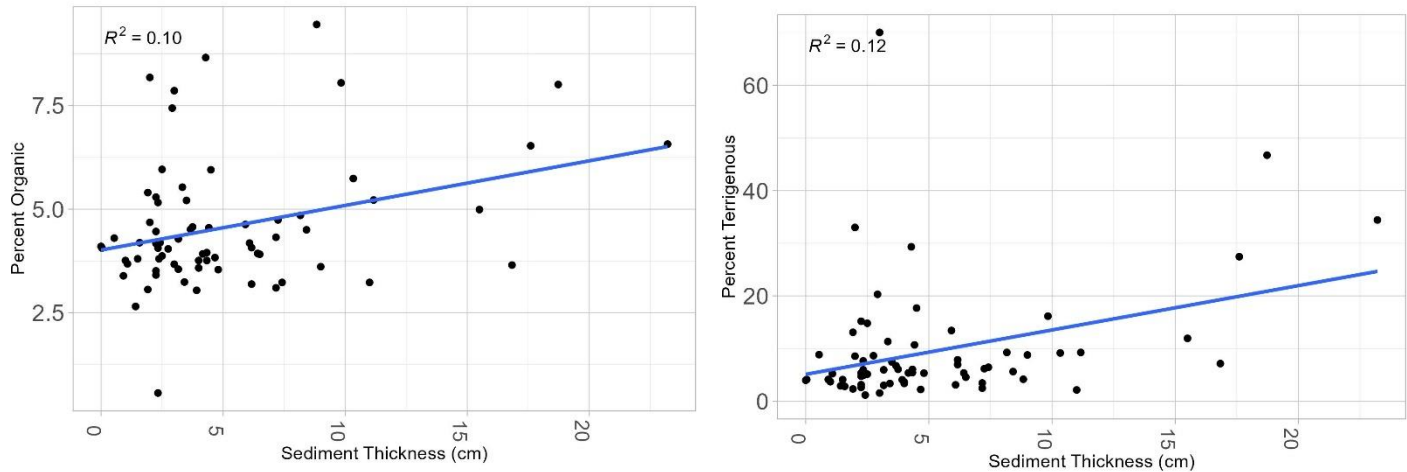 R² = 0.10
Percent Organic
7.5
5.0
2.5
0
5
10
15
20
Sediment Thickness (cm)
R² = 0.12
Percent Terrigenous
60
40
20
0
0
5
10
15
20
Sediment Thickness (cm)